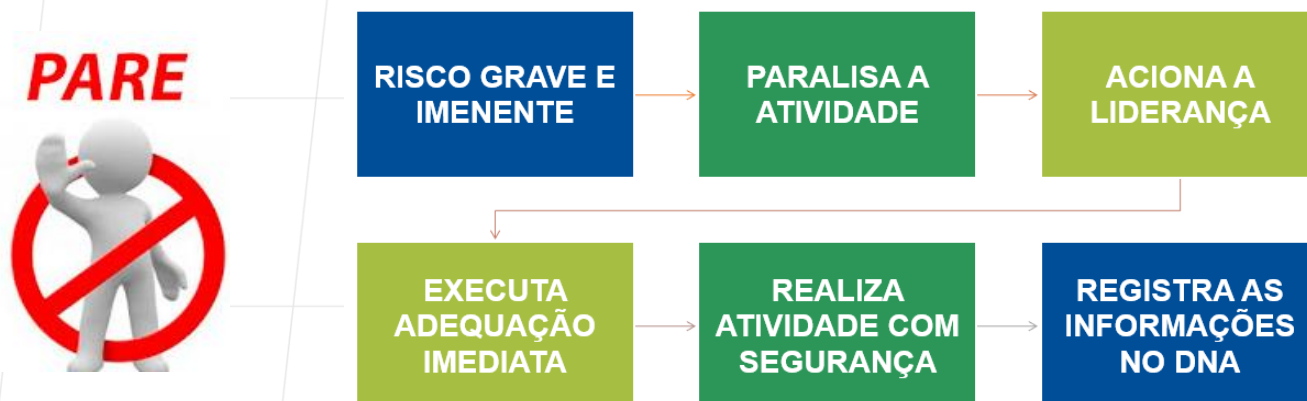 PARE
RISCO GRAVE E
IMENENTE
PARALISA A
ATIVIDADE
ACIONA A
LIDERANÇA
EXECUTA
ADEQUAÇÃO
IMEDIATA
REALIZA
ATIVIDADE COM
SEGURANÇA
REGISTRA AS
INFORMAÇÕES
NO DNA